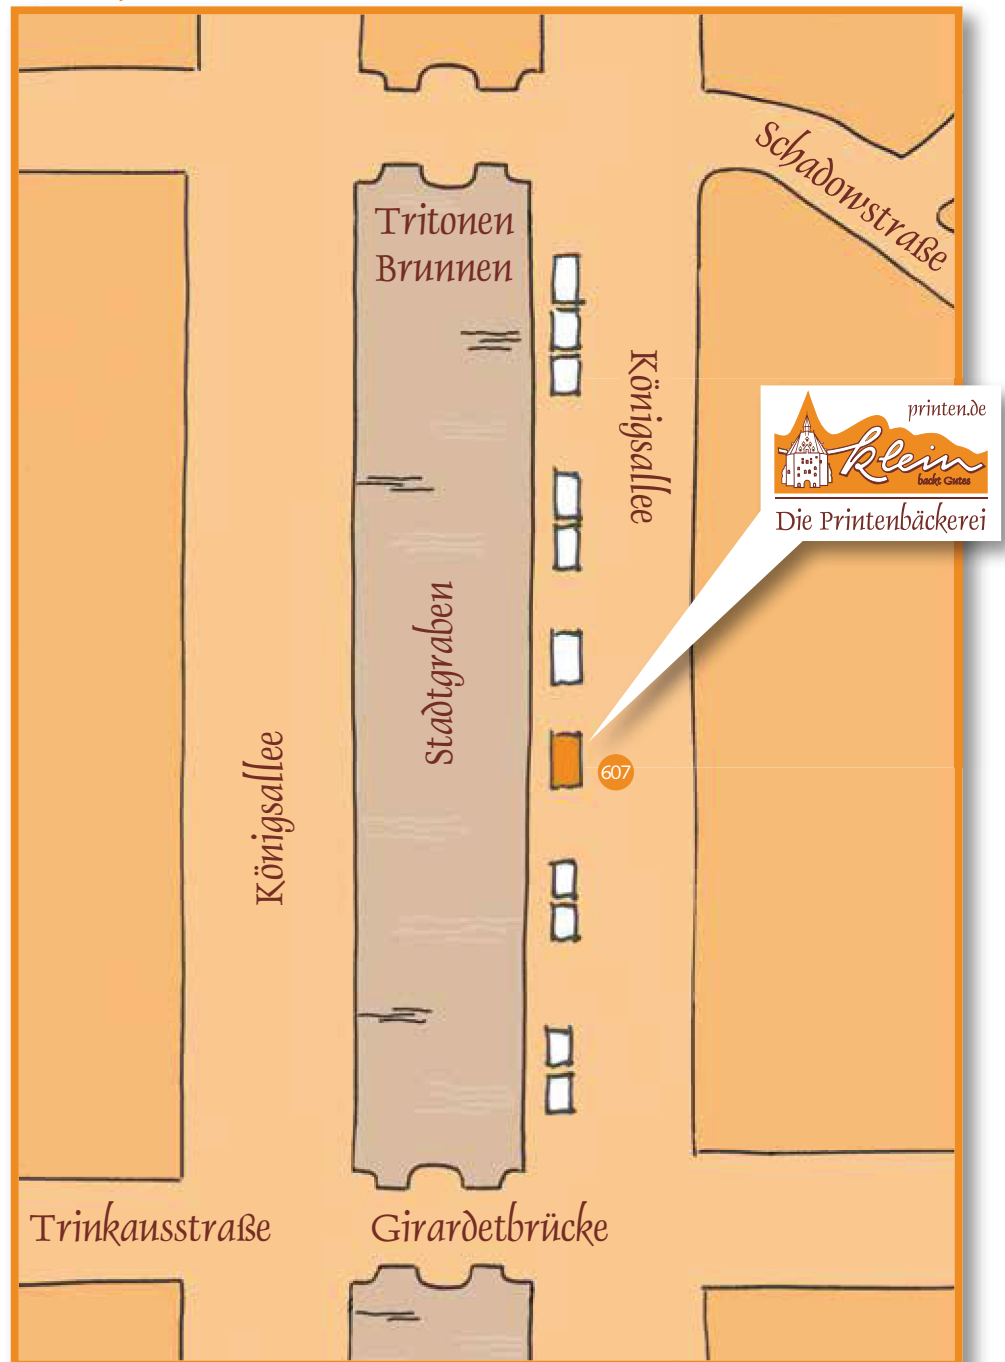 Schadowstraße
Tritonen
Brunnen
Königsallee
printen.de
klein
backt Gutes
Die Printenbäckerei
Stadtgraben
Königsallee
607
Trinkausstraße
Girardetbrücke